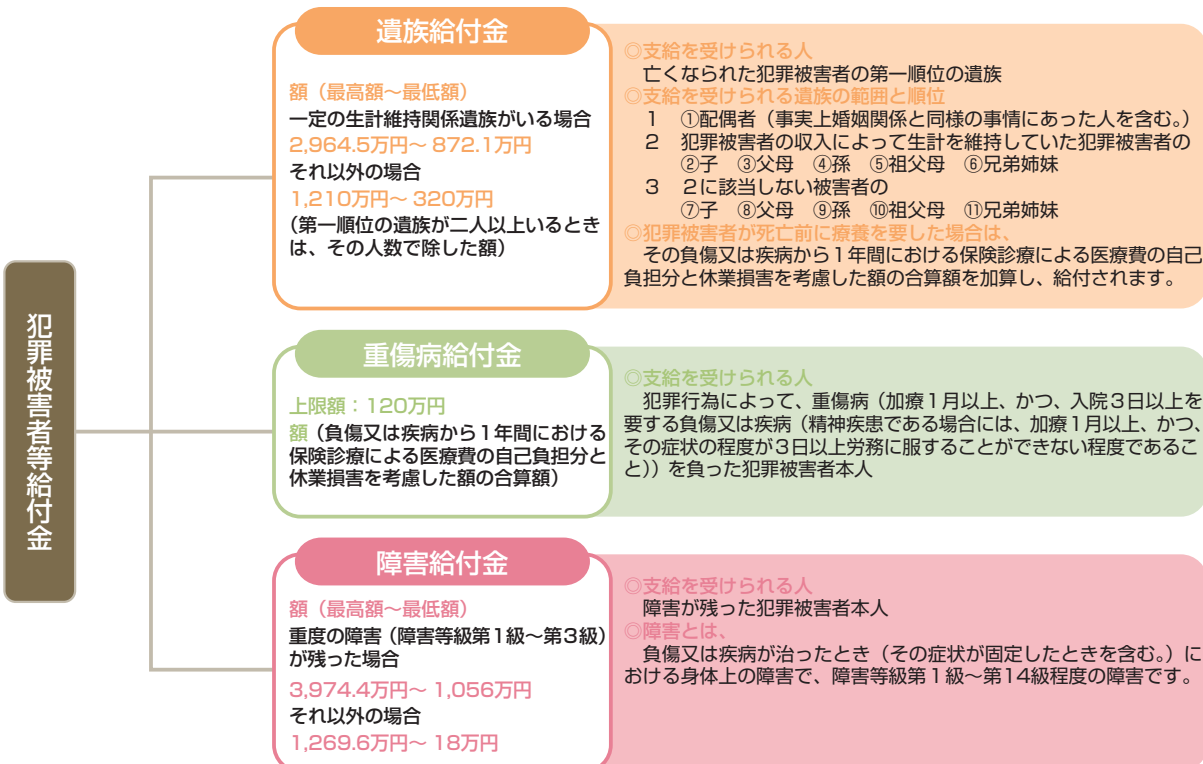 犯罪被害者等給付金
遺族給付金
額（最高額～最低額）
一定の生計維持関係遺族がいる場合
2,964.5万円～ 872.1万円
それ以外の場合
1,210万円～ 320万円
（第一順位の遺族が二人以上いるとき
は、その人数で除した額）
◎支給を受けられる人
亡くなられた犯罪被害者の第一順位の遺族
◎支給を受けられる遺族の範囲と順位
1 ①配偶者（事実上婚姻関係と同様の事情にあった人を含む。）
2 犯罪被害者の収入によって生計を維持していた犯罪被害者の
②子 ③父母 ④孫 ⑤祖父母 ⑥兄弟姉妹
3 2に該当しない被害者の
⑦子 ⑧父母 ⑨孫 ⑩祖父母 ⑪兄弟姉妹
◎犯罪被害者が死亡前に療養を要した場合は、
その負傷又は疾病から1年間における保険診療による医療費の自己
負担分と休業損害を考慮した額の合算額を加算し、給付されます。
重傷病給付金
上限額：120万円
額（負傷又は疾病から1年間における
保険診療による医療費の自己負担分と
休業損害を考慮した額の合算額）
◎支給を受けられる人
犯罪行為によって、重傷病（加療1月以上、かつ、入院3日以上を
要する負傷又は疾病（精神疾患である場合には、加療1月以上、かつ、
その症状の程度が3日以上労務に服することができない程度であるこ
と））を負った犯罪被害者本人
障害給付金
額（最高額～最低額）
重度の障害（障害等級第1級～第3級）
が残った場合
3,974.4万円～ 1,056万円
それ以外の場合
1,269.6万円～ 18万円
◎支給を受けられる人
障害が残った犯罪被害者本人
◎障害とは、
負傷又は疾病が治ったとき（その症状が固定したときを含む。）に
おける身体上の障害で、障害等級第1級～第14級程度の障害です。